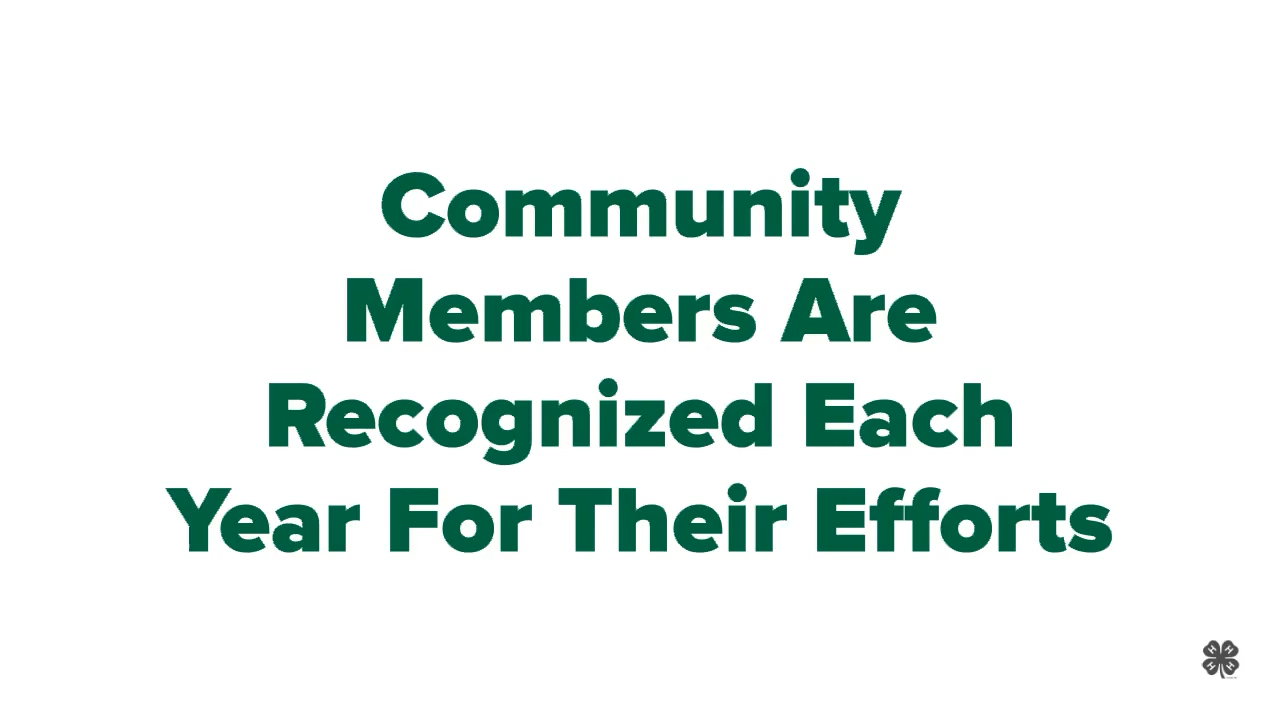 Community
Members Are
Recognized Each
Year For Their Efforts
H H
H H